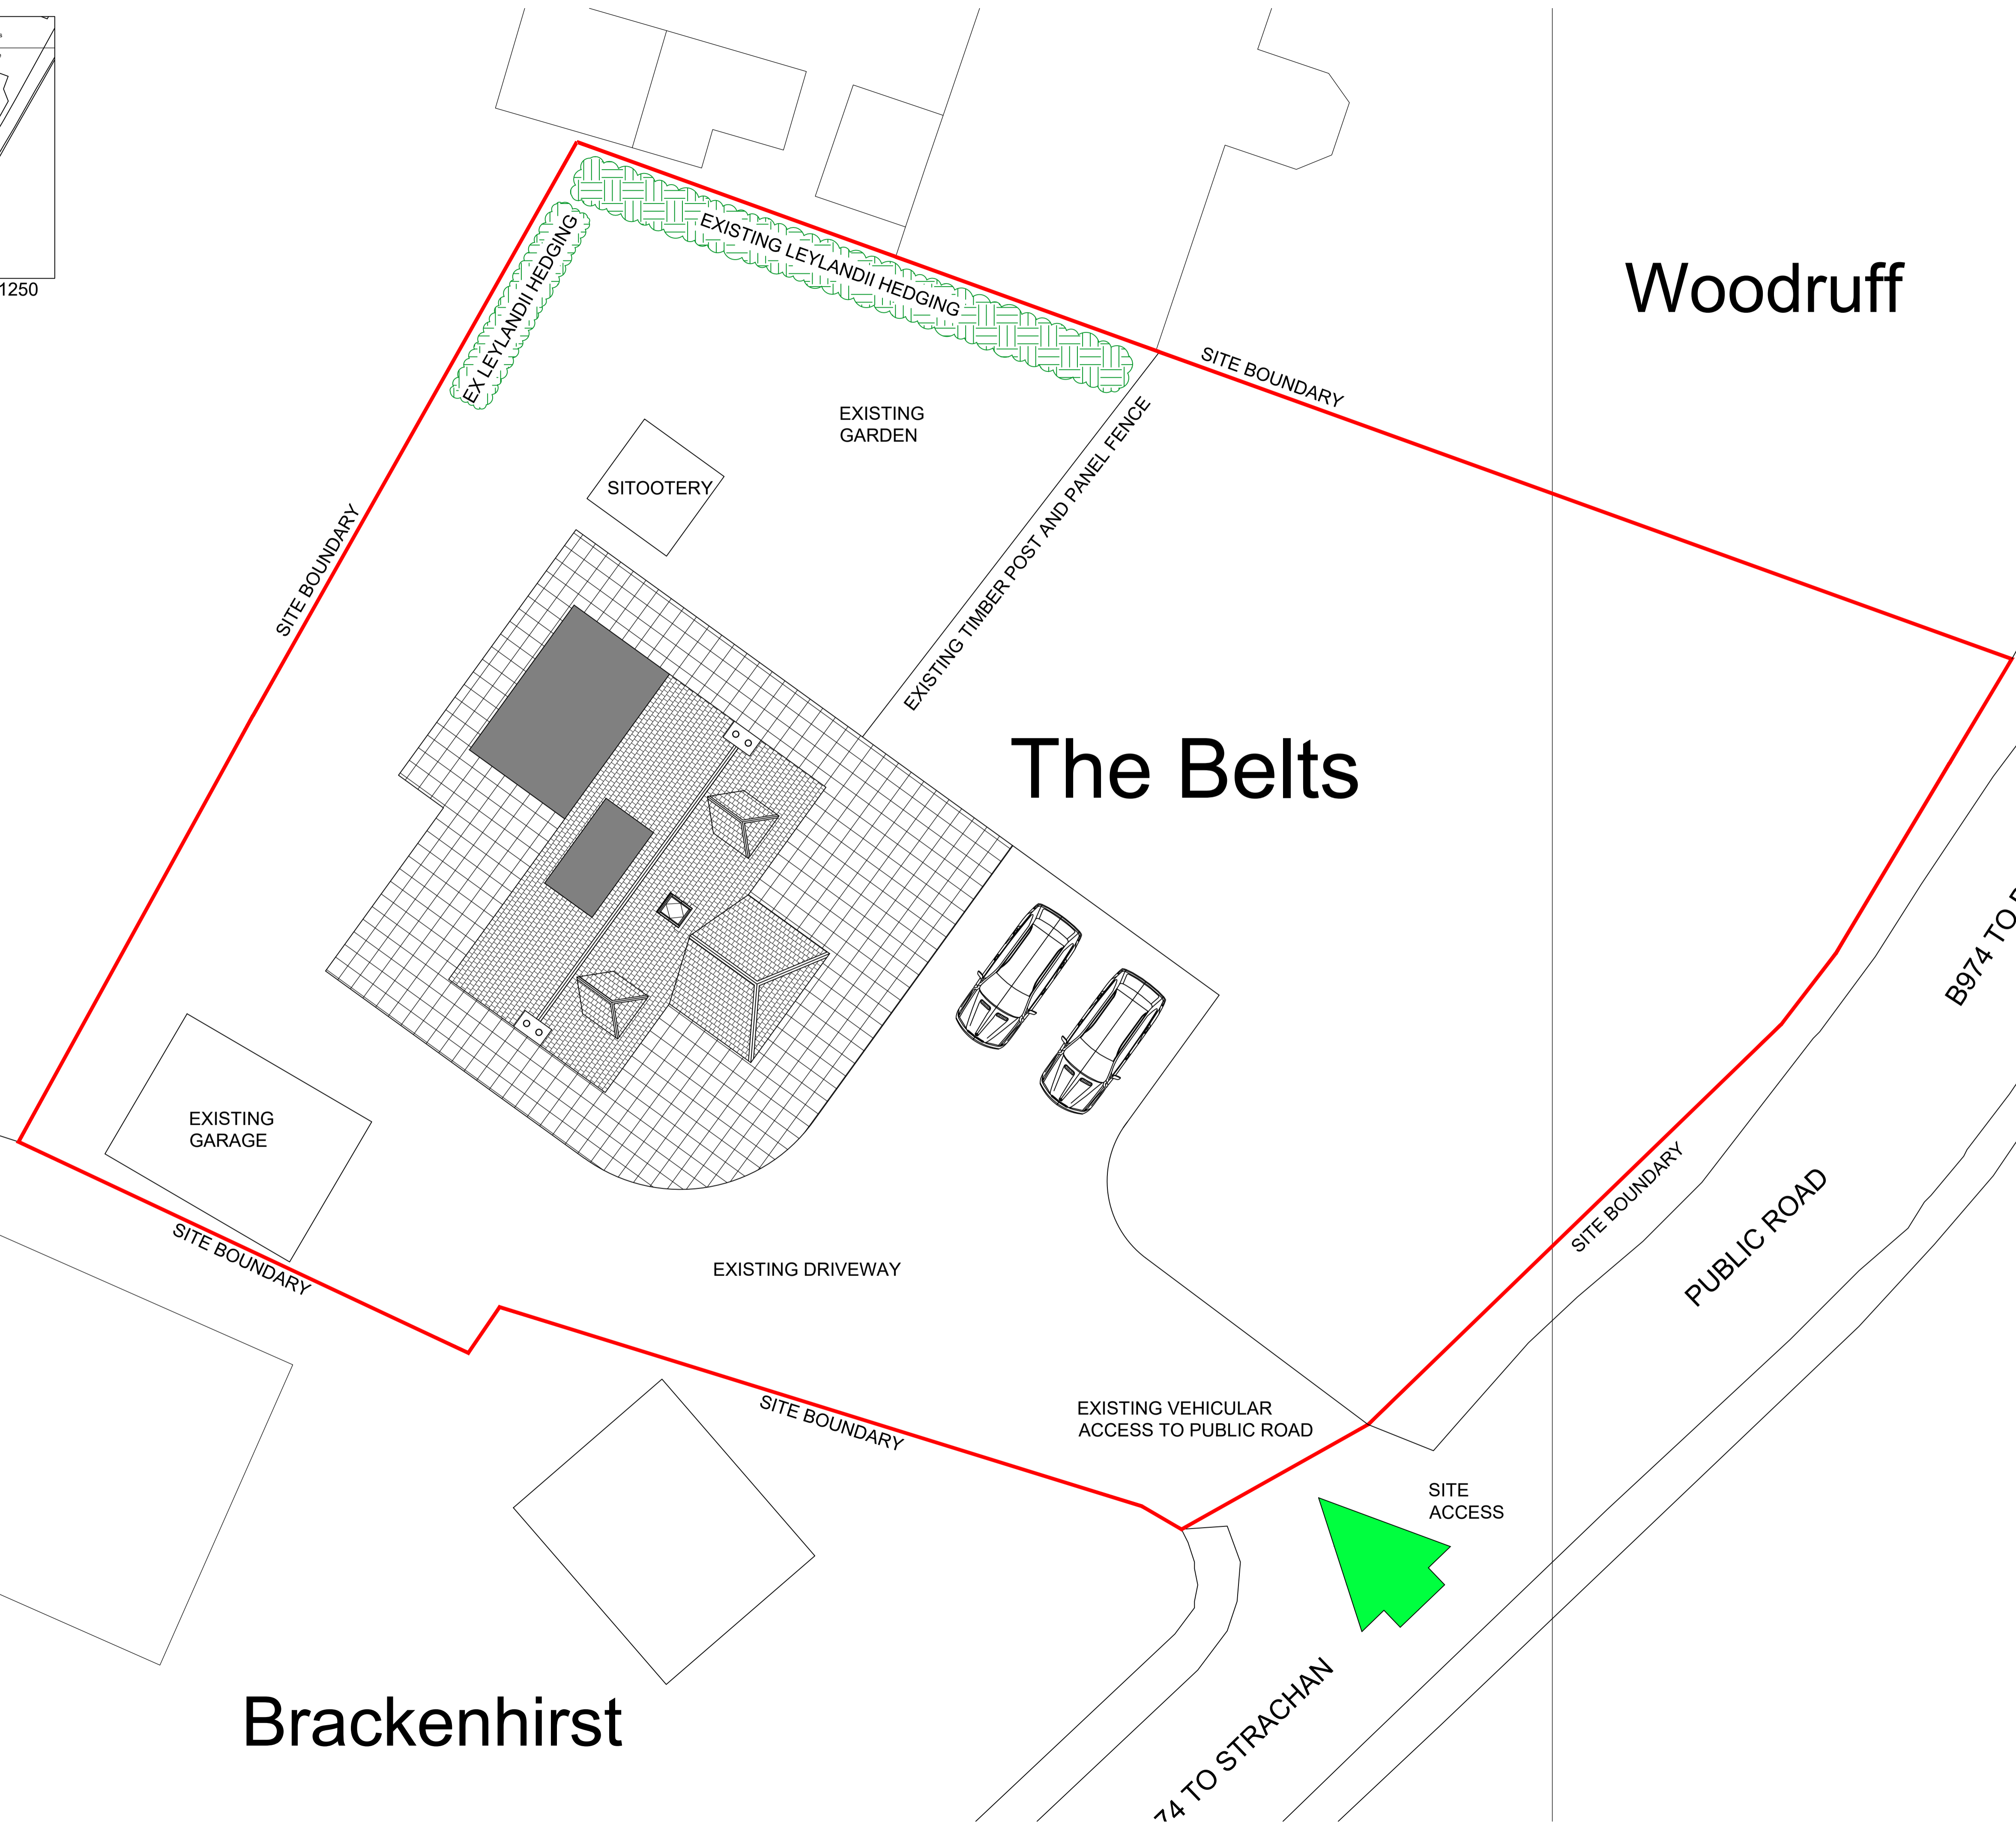 1250
EXISTING LEYLANDII HEDGING
EX LEYLANDII HEDGING
Woodruff
SITE BOUNDARY
EXISTING
GARDEN
EXISTING TIMBER POST AND PANEL FENCE
SITOOTERY
SITE BOUNDARY
The Belts
B974 TO
EXISTING
GARAGE
SITE BOUNDARY
PUBLIC ROAD
SITE BOUNDARY
EXISTING DRIVEWAY
SITE BOUNDARY
EXISTING VEHICULAR
ACCESS TO PUBLIC ROAD
SITE
ACCESS
Brackenhirst
74 TO STRACHAN